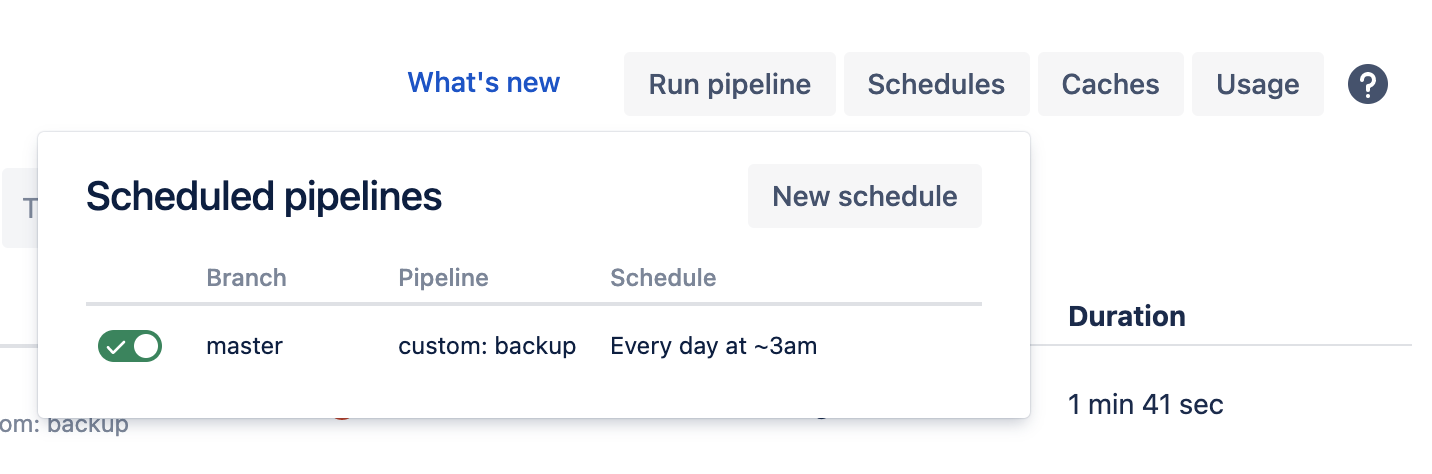 What's new Run pipeline Schedules Caches Usage ?
Scheduled pipelines New schedule
T
Branch Pipeline Schedule
Duration
master custom: backup Every day at ~3am
1 min 41 sec
om: backup